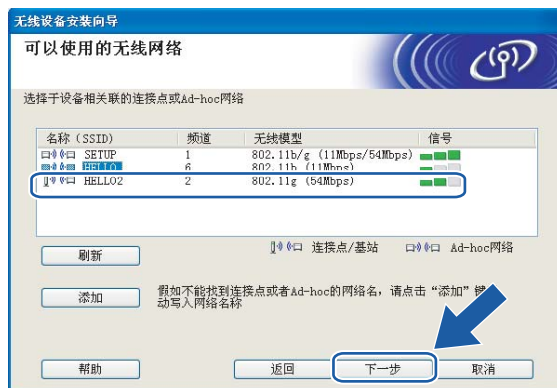 无线设备安装向导
可以使用的无线网络
选择于设备相关联的连接点或Ad-hoc网络
名称 (SSID) 频道 无线模型 信号
SETUP 1 802.11b/g (11Mbps/54Mbps)
HELLO 6 802.11b (11Mbps)
HELLO2 2 802.11g (54Mbps)
刷新 连接点/基站 Ad-hoc网络
添加 假如不能找到连接点或者Ad-hoc的网络名，请点击“添加”键
动写入网络名称
帮助 返回 下一步 取消